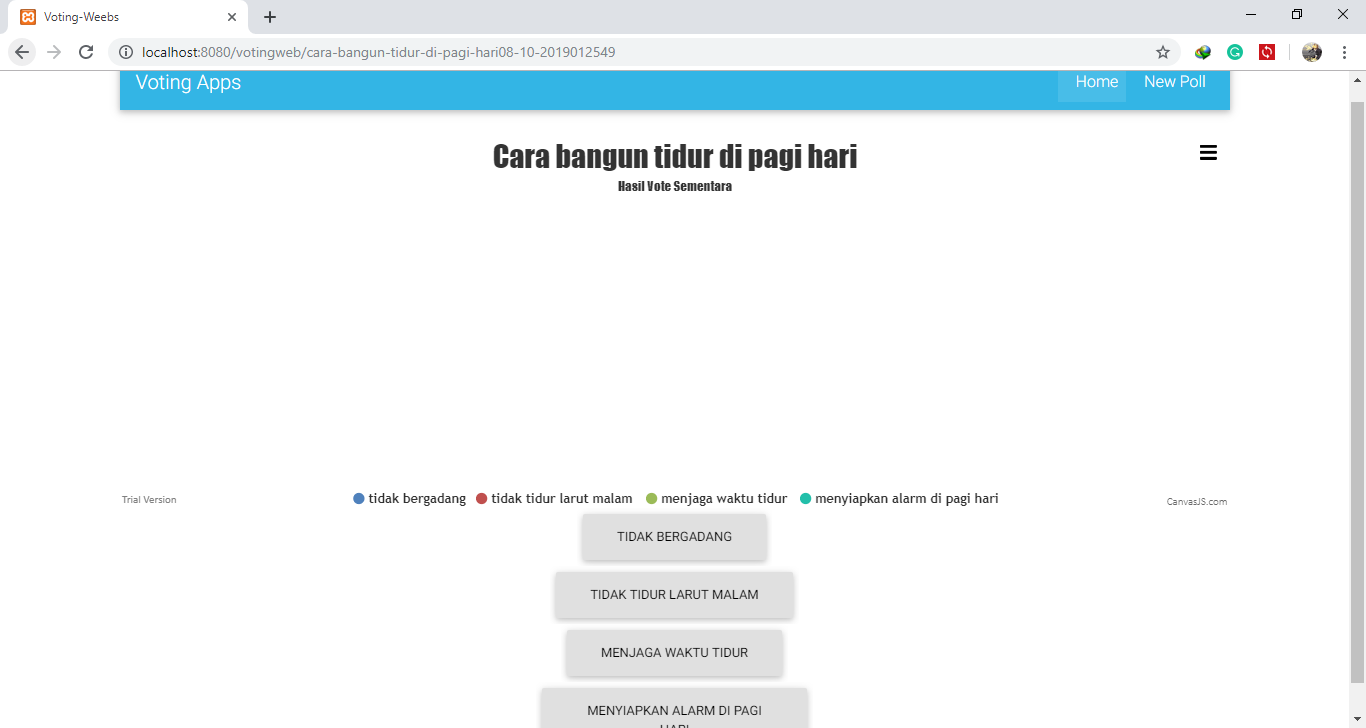 Voting-Weebs
localhost:8080/votingweb/cara-bangun-tidur-di-pagi-hari08-10-2019012549
Voting Apps Home New Poll
Cara bangun tidur di pagi hari
Hasil Vote Sementara
Trial Version tidak bergadang tidak tidur larut malam menjaga waktu tidur menyiapkan alarm di pagi hari CanvasJS.com
TIDAK BERGADANG
TIDAK TIDUR LARUT MALAM
MENJAGA WAKTU TIDUR
MENYIAPKAN ALARM DI PAGI
HARI